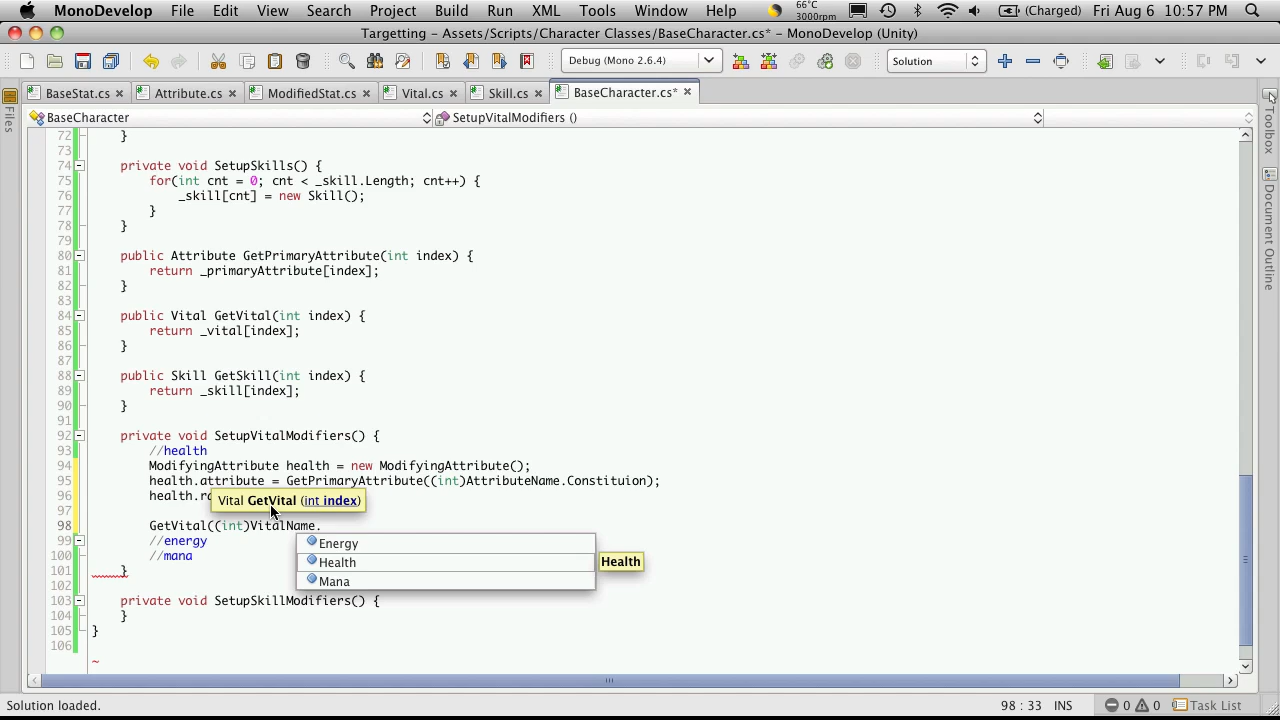 MonoDevelop File Edit View Search Project Build Run XML Tools Window Help 66°C 3000rpm (Charged) Fri Aug 6 10:57 PM
Targetting - Assets/Scripts/Character Classes/BaseCharacter.cs* - MonoDevelop (Unity)
Debug (Mono 2.6.4) Solution
Files BaseStat.cs Attribute.cs ModifiedStat.cs Vital.cs Skill.cs BaseCharacter.cs* Toolbox
BaseCharacter SetupVitalModifiers ()
Document Outline
72 }
73
74 private void SetupSkills() {
75 for(int cnt = 0; cnt < _skill.Length; cnt++) {
76 _skill[cnt] = new Skill();
77 }
78 }
79
80 public Attribute GetPrimaryAttribute(int index) {
81 return _primaryAttribute[index];
82 }
83
84 public Vital GetVital(int index) {
85 return _vital[index];
86 }
87
88 public Skill GetSkill(int index) {
89 return _skill[index];
90 }
91
92 private void SetupVitalModifiers() {
93 //health
94 ModifyingAttribute health = new ModifyingAttribute();
95 health.attribute = GetPrimaryAttribute((int)AttributeName.Constituion);
96 health.ra
Vital GetVital (int index)
97
98 GetVital((int)VitalName.
99 //energy
100 //mana
101 }
Energy
Health Health
Mana
102
103 private void SetupSkillModifiers() {
104 }
105 }
106
~
Solution loaded. 98 : 33 INS 0 0 Task List